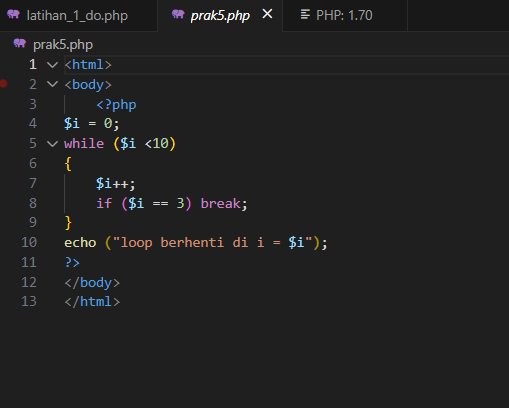 latihan_1_do.php prak5.php PHP: 1.70
prak5.php
1 <html>
2 <body>
3 <?php
4 $i = 0;
5 while ($i <10)
6 {
7 $i++;
8 if ($i == 3) break;
9 }
10 echo ("loop berhenti di i = $i");
11 ?>
12 </body>
13 </html>